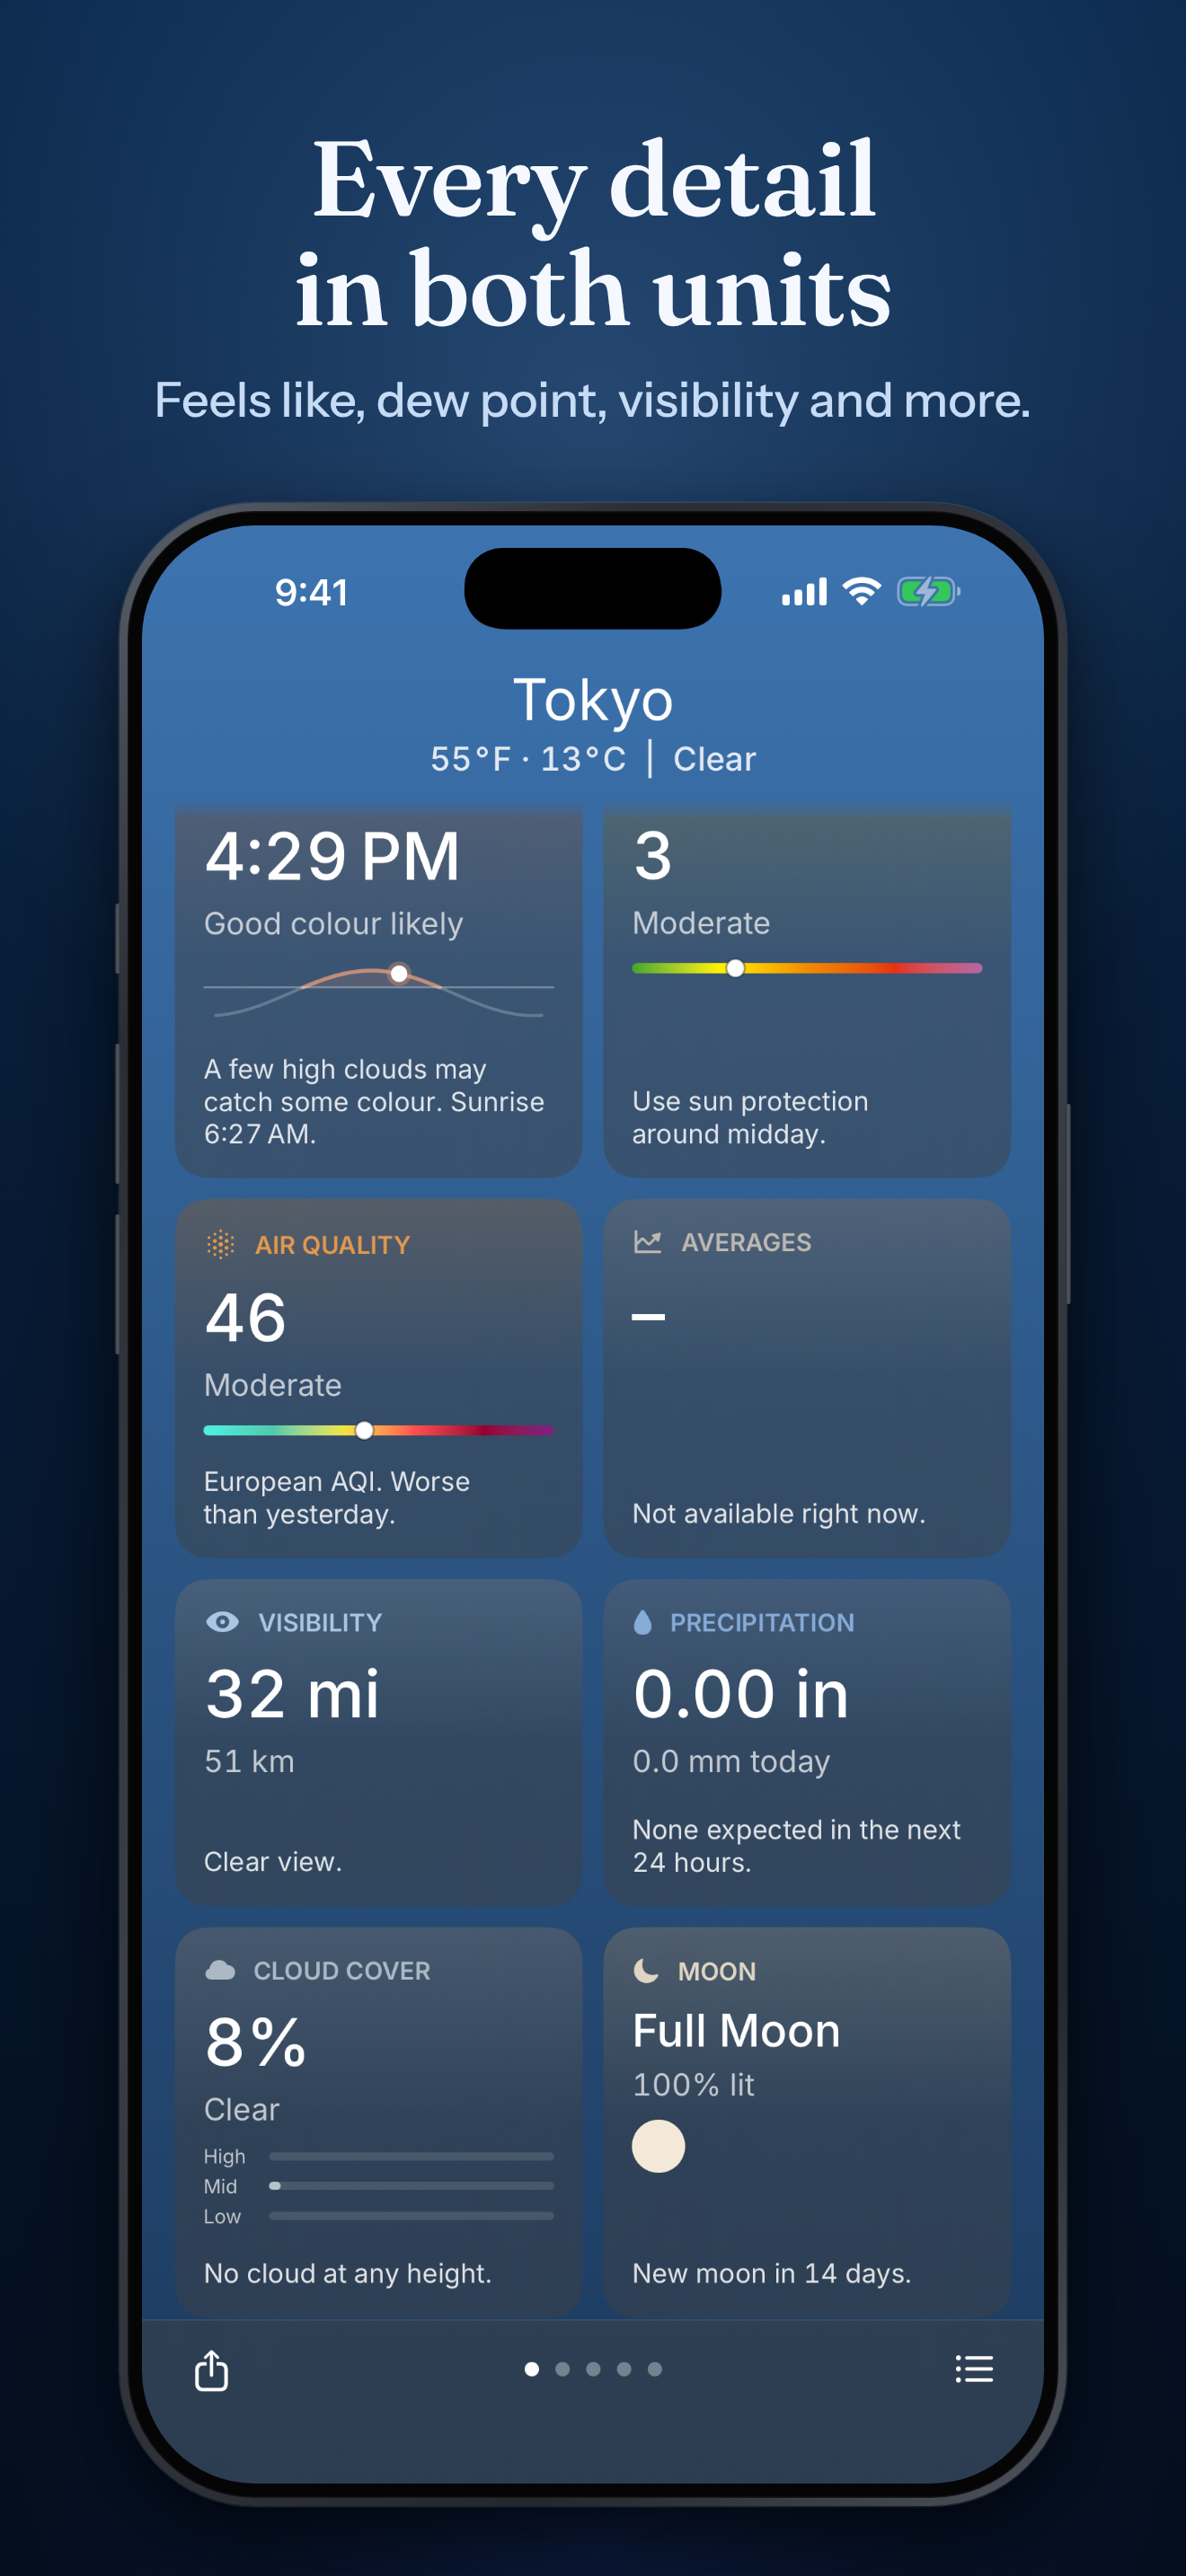 Every detail
in both units
Feels like, dew point, visibility and more.
9:41
Tokyo
55°F · 13°C | Clear
4:29 PM
Good colour likely
A few high clouds may
catch some colour. Sunrise
6:27 AM.
3
Moderate
Use sun protection
around midday.
AIR QUALITY
46
Moderate
European AQI. Worse
than yesterday.
AVERAGES
–
Not available right now.
VISIBILITY
32 mi
51 km
Clear view.
PRECIPITATION
0.00 in
0.0 mm today
None expected in the next
24 hours.
CLOUD COVER
8%
Clear
High
Mid
Low
No cloud at any height.
MOON
Full Moon
100% lit
New moon in 14 days.